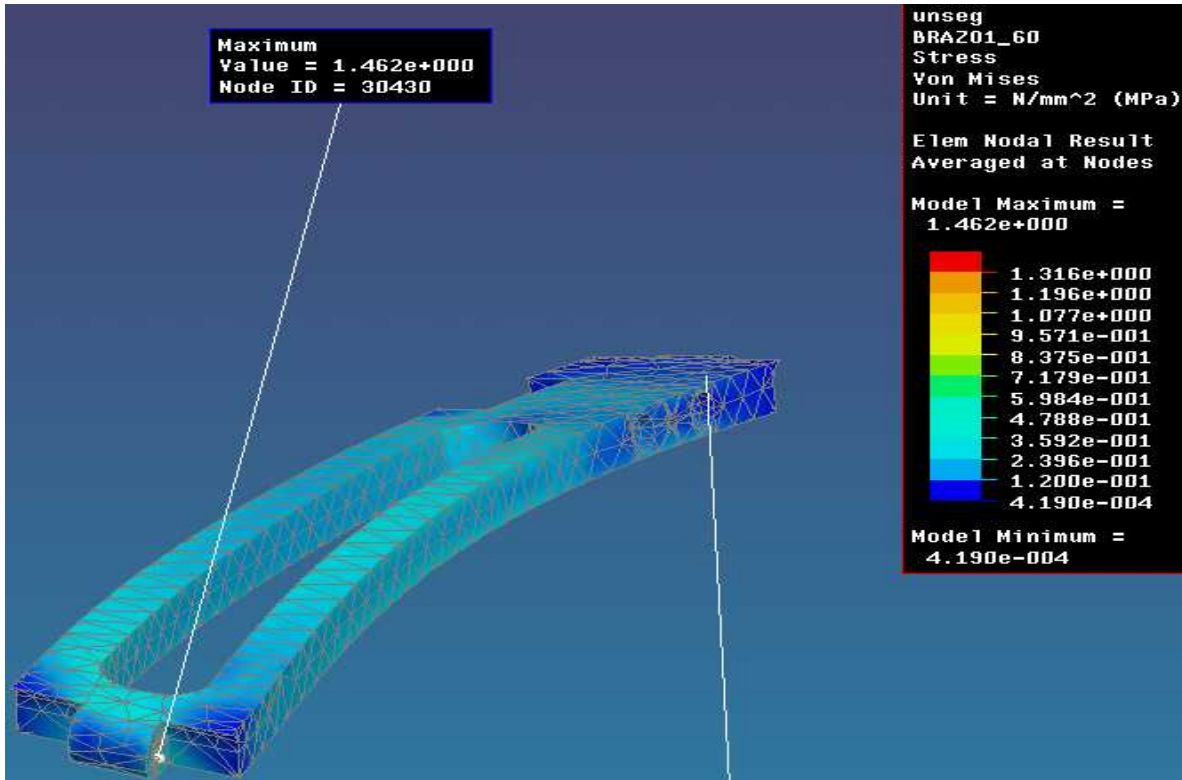 Maximum
Value = 1.462e+000
Node ID = 30430
unseg
BRAZO1_60
Stress
Von Mises
Unit = N/mm^2 (MPa)
Elem Nodal Result
Averaged at Nodes
Model Maximum =
1.462e+000
1.316e+000
1.196e+000
1.077e+000
9.571e-001
8.375e-001
7.179e-001
5.984e-001
4.788e-001
3.592e-001
2.396e-001
1.200e-001
4.190e-004
Model Minimum =
4.190e-004